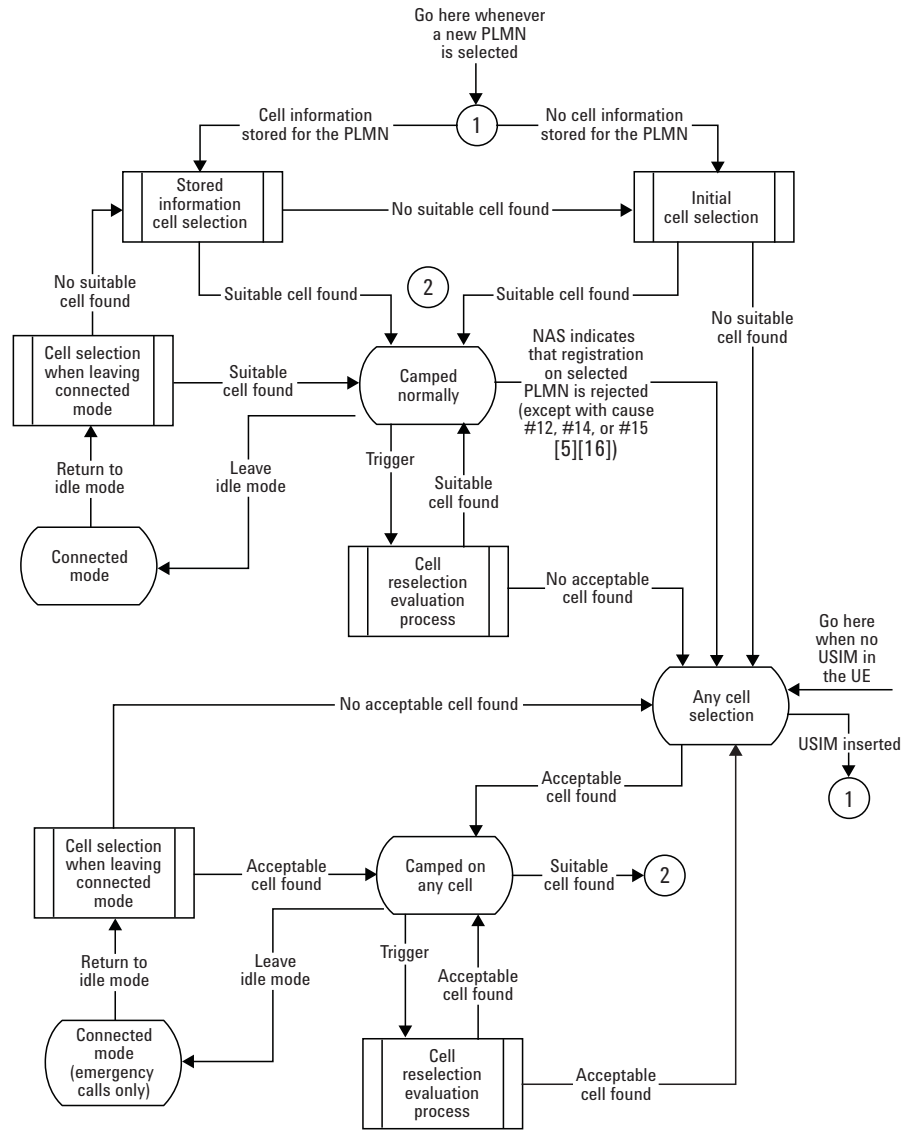 Go here whenever
a new PLMN
is selected
Cell information
stored for the PLMN
1
No cell information
stored for the PLMN
Stored
information
cell selection
No suitable cell found
Initial
cell selection
No suitable
cell found
Suitable cell found
2
Suitable cell found
No suitable
cell found
Cell selection
when leaving
connected
mode
Suitable
cell found
Camped
normally
NAS indicates
that registration
on selected
PLMN is rejected
(except with cause
#12, #14, or #15
[5][16])
Return to
idle mode
Leave
idle mode
Trigger
Suitable
cell found
Connected
mode
Cell
reselection
evaluation
process
No acceptable
cell found
Go here
when no
USIM in
the UE
No acceptable cell found
Any cell
selection
USIM inserted
1
Acceptable
cell found
Cell selection
when leaving
connected
mode
Acceptable
cell found
Camped on
any cell
Suitable
cell found
2
Return to
idle mode
Leave
idle mode
Trigger
Acceptable
cell found
Connected
mode
(emergency
calls only)
Cell
reselection
evaluation
process
Acceptable
cell found